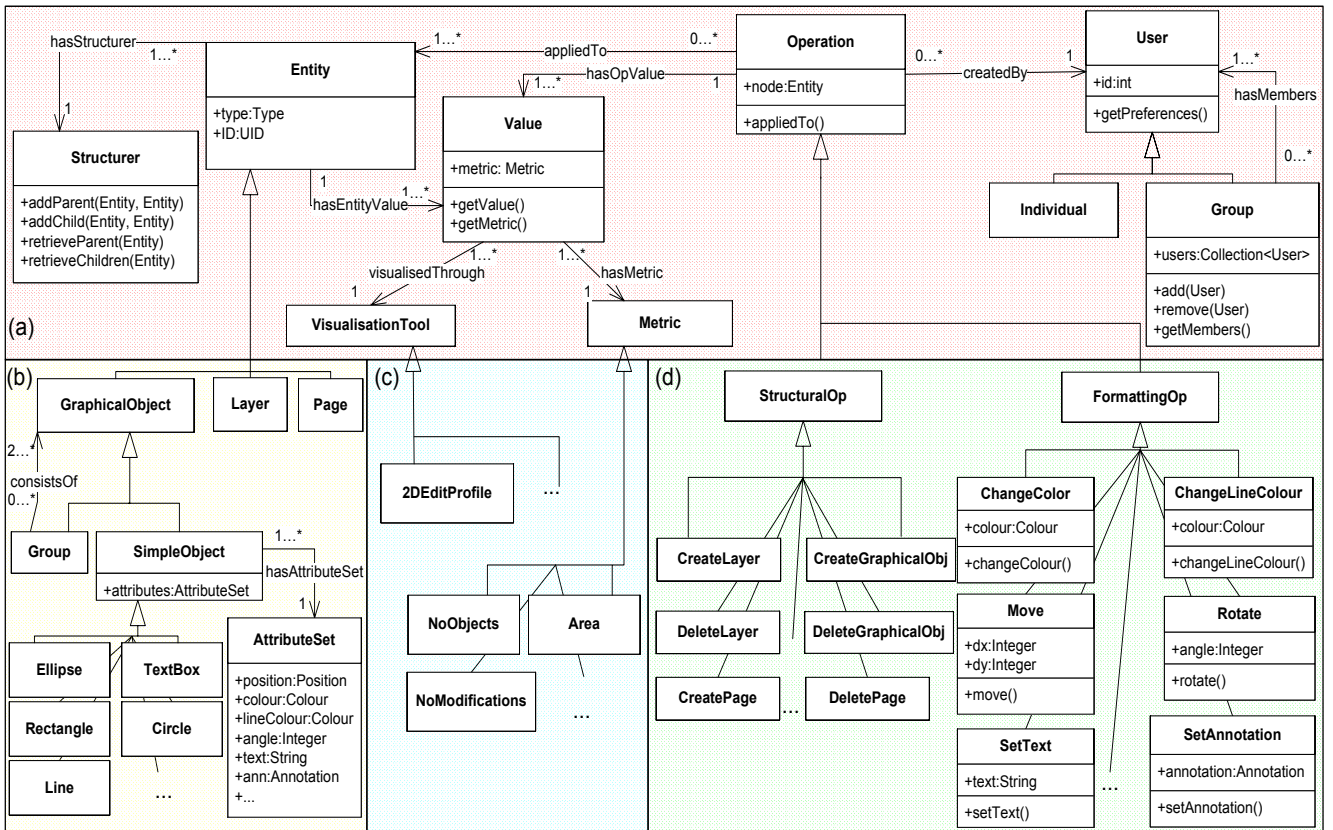 hasStructurer
1...*
1
Structurer
+addParent(Entity, Entity)
+addChild(Entity, Entity)
+retrieveParent(Entity)
+retrieveChildren(Entity)
Entity
+type:Type
+ID:UID
1...*
appliedTo
0...*
hasOpValue
1...*
1
1
hasEntityValue
1...*
Value
+metric: Metric
+getValue()
+getMetric()
Operation
+node:Entity
+appliedTo()
0...*
createdBy
1
User
+id:int
+getPreferences()
1...*
hasMembers
0...*
Individual
Group
+users:Collection<User>
+add(User)
+remove(User)
+getMembers()
1...*
visualisedThrough
1
1...*
hasMetric
1
VisualisationTool
Metric
(a)
(b)
GraphicalObject
Layer
Page
2...*
consistsOf
0...*
Group
SimpleObject
+attributes:AttributeSet
1...*
hasAttributeSet
1
AttributeSet
+position:Position
+colour:Colour
+lineColour:Colour
+angle:Integer
+text:String
+ann:Annotation
+...
Ellipse
TextBox
Rectangle
Circle
Line
...
(c)
2DEditProfile
...
NoObjects
Area
NoModifications
...
(d)
StructuralOp
FormattingOp
CreateLayer
CreateGraphicalObj
DeleteLayer
DeleteGraphicalObj
CreatePage
...
DeletePage
ChangeColor
+colour:Colour
+changeColour()
ChangeLineColour
+colour:Colour
+changeLineColour()
Move
+dx:Integer
+dy:Integer
+move()
Rotate
+angle:Integer
+rotate()
SetText
+text:String
+setText()
...
SetAnnotation
+annotation:Annotation
+setAnnotation()